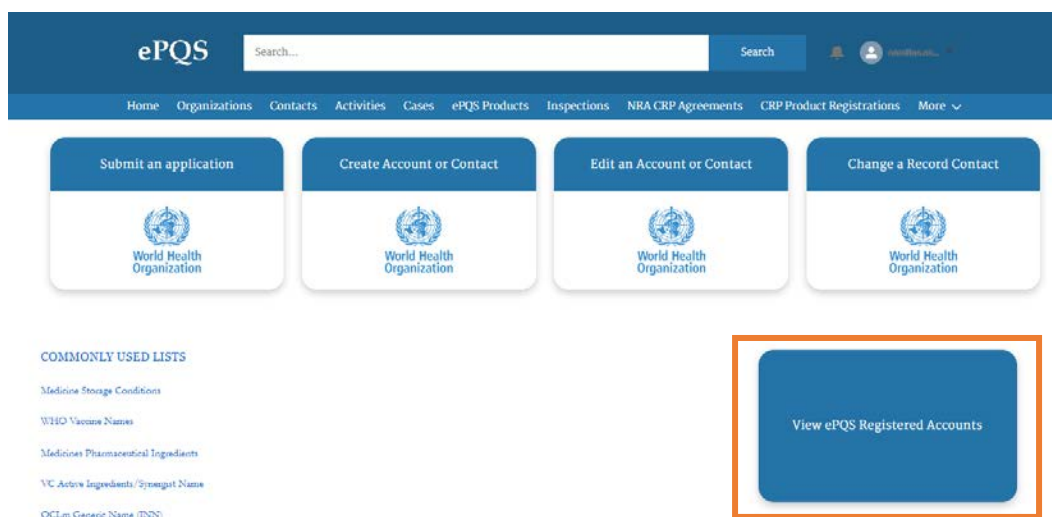 ePQS Search... Search
Home Organizations Contacts Activities Cases ePQS Products Inspections NRA CRP Agreements CRP Product Registrations More
Submit an application
World Health
Organization
Create Account or Contact
World Health
Organization
Edit an Account or Contact
World Health
Organization
Change a Record Contact
World Health
Organization
COMMONLY USED LISTS
Medicine Storage Conditions
WHO Vaccine Names
Medicines Pharmaceutical Ingredients
VC Active Ingredients/Synergist Name
Generic Name (INN)
View ePQS Registered Accounts